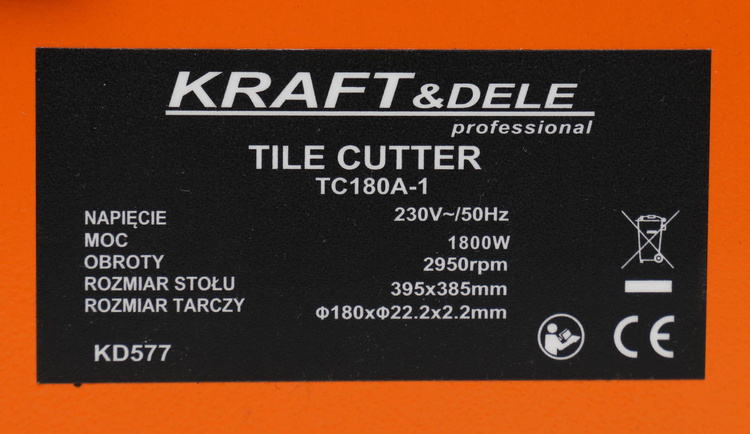 KRAFT&DELE
professional
TILE CUTTER
TC180A-1
NAPIĘCIE 230V~/50Hz
MOC 1800W
OBROTY 2950rpm
ROZMIAR STOŁU 395x385mm
ROZMIAR TARCZY Φ180xΦ22.2x2.2mm
KD577
CE